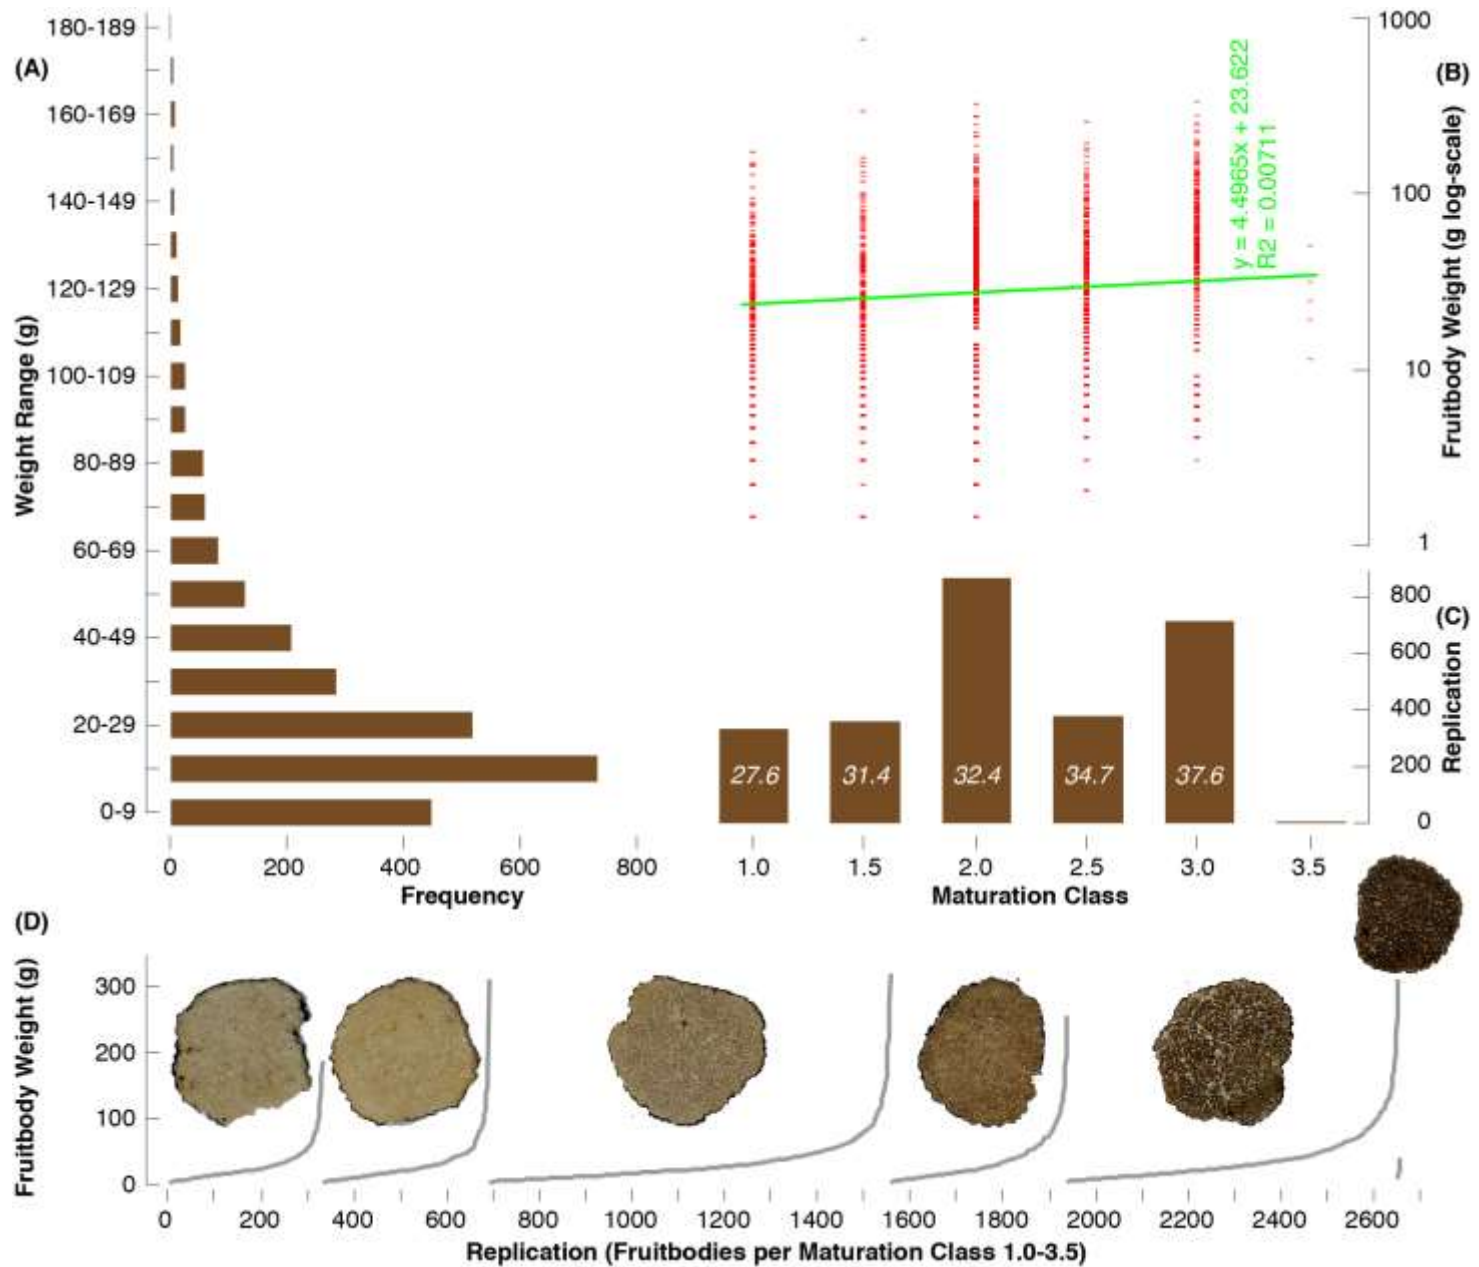 (A)
Weight Range (g)
180-189
160-169
140-149
120-129
100-109
80-89
60-69
40-49
20-29
0-9
0 200 400 600 800
Frequency
(B)
Fruitbody Weight (g log-scale)
1000
100
10
1
y = 4.4965x + 23.622
R2 = 0.00711
(C)
Replication
800
600
400
200
0
27.6 31.4 32.4 34.7 37.6
1.0 1.5 2.0 2.5 3.0 3.5
Maturation Class
(D)
Fruitbody Weight (g)
300
200
100
0
0 200 400 600 1000 1200 1400 1600 1800 2000 2200 2400 2600
Replication (Fruitbodies per Maturation Class 1.0-3.5)